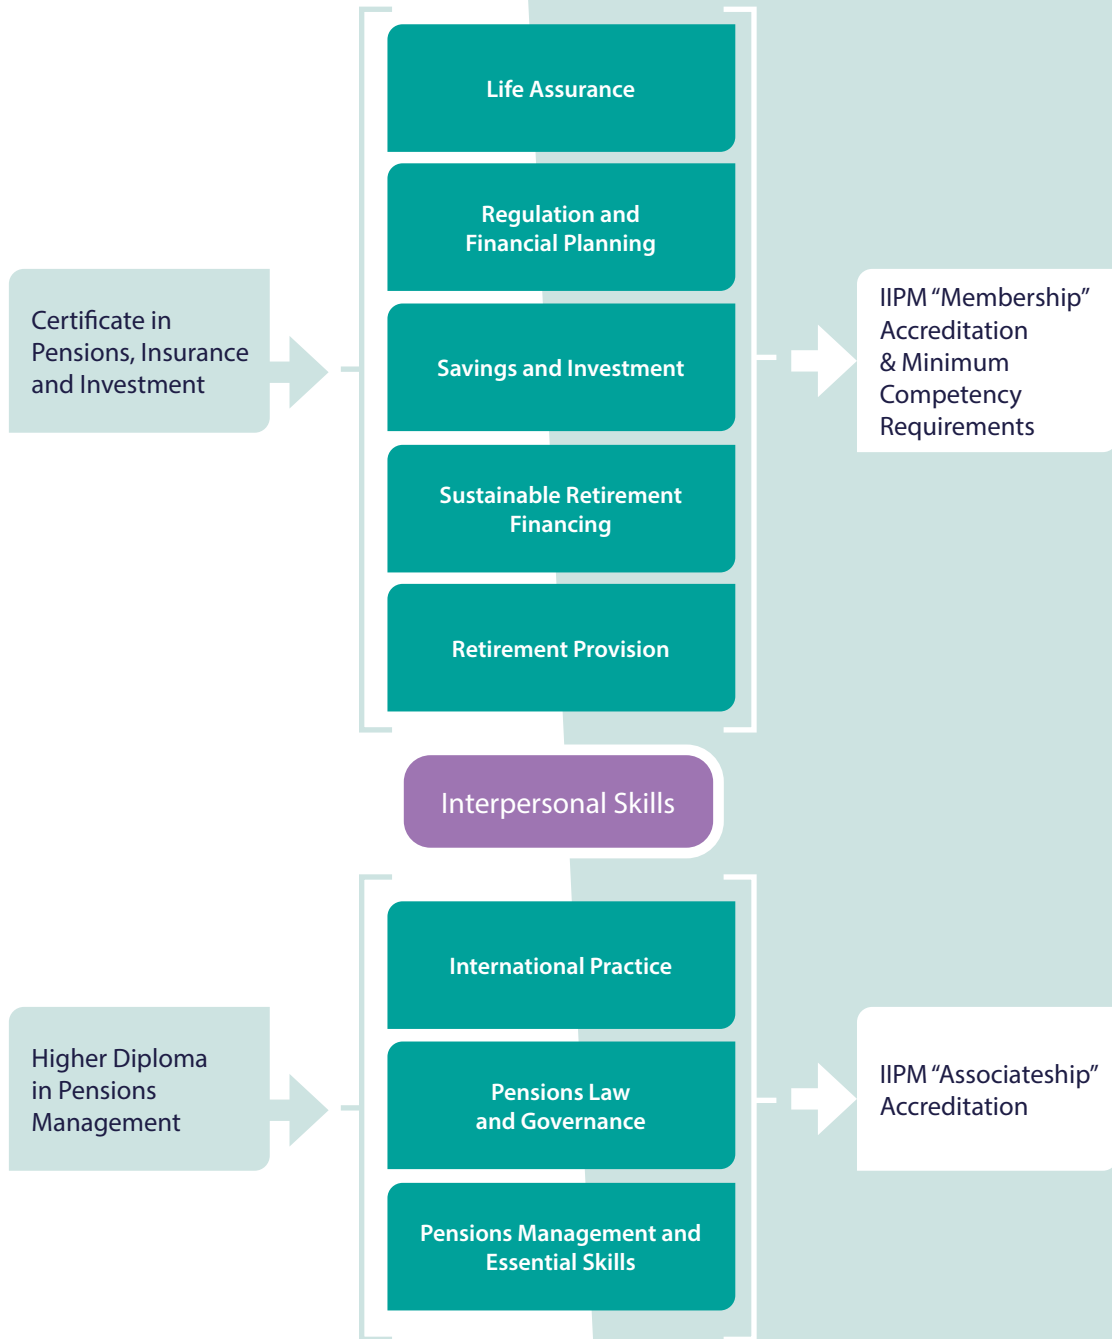 Life Assurance
Regulation and
Financial Planning
Certificate in
Pensions, Insurance
and Investment
Savings and Investment
IIPM “Membership”
Accreditation
& Minimum
Competency
Requirements
Sustainable Retirement
Financing
Retirement Provision
Interpersonal Skills
International Practice
Higher Diploma
in Pensions
Management
Pensions Law
and Governance
IIPM “Associateship”
Accreditation
Pensions Management and
Essential Skills